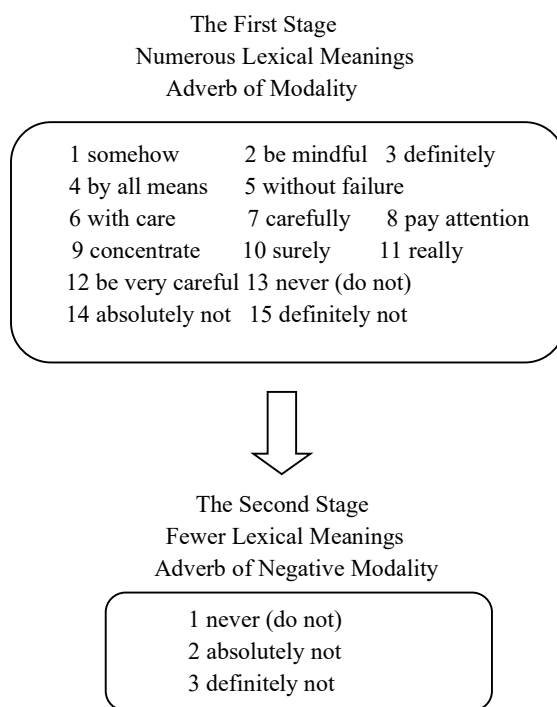 The First Stage
Numerous Lexical Meanings
Adverb of Modality
1 somehow 2 be mindful 3 definitely
4 by all means 5 without failure
6 with care 7 carefully 8 pay attention
9 concentrate 10 surely 11 really
12 be very careful 13 never (do not)
14 absolutely not 15 definitely not
The Second Stage
Fewer Lexical Meanings
Adverb of Negative Modality
1 never (do not)
2 absolutely not
3 definitely not